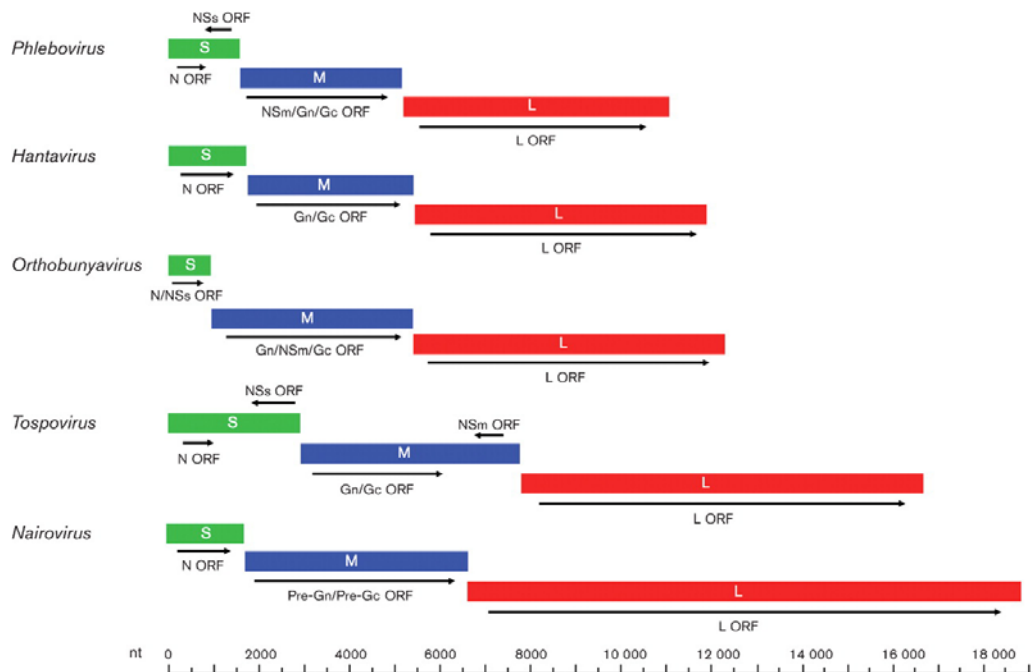 NSs ORF
Phlebovirus
S
N ORF
M
NSm/Gn/Gc ORF
L
L ORF
Hantavirus
S
N ORF
M
Gn/Gc ORF
L
L ORF
Orthobunyavirus
S
N/NSs ORF
M
Gn/NSm/Gc ORF
L
L ORF
NSs ORF
Tospovirus
S
N ORF
NSm ORF
M
Gn/Gc ORF
L
L ORF
Nairovirus
S
N ORF
M
Pre-Gn/Pre-Gc ORF
L
L ORF
nt 0 2000 4000 6000 8000 10 000 12 000 14 000 16 000 18 000